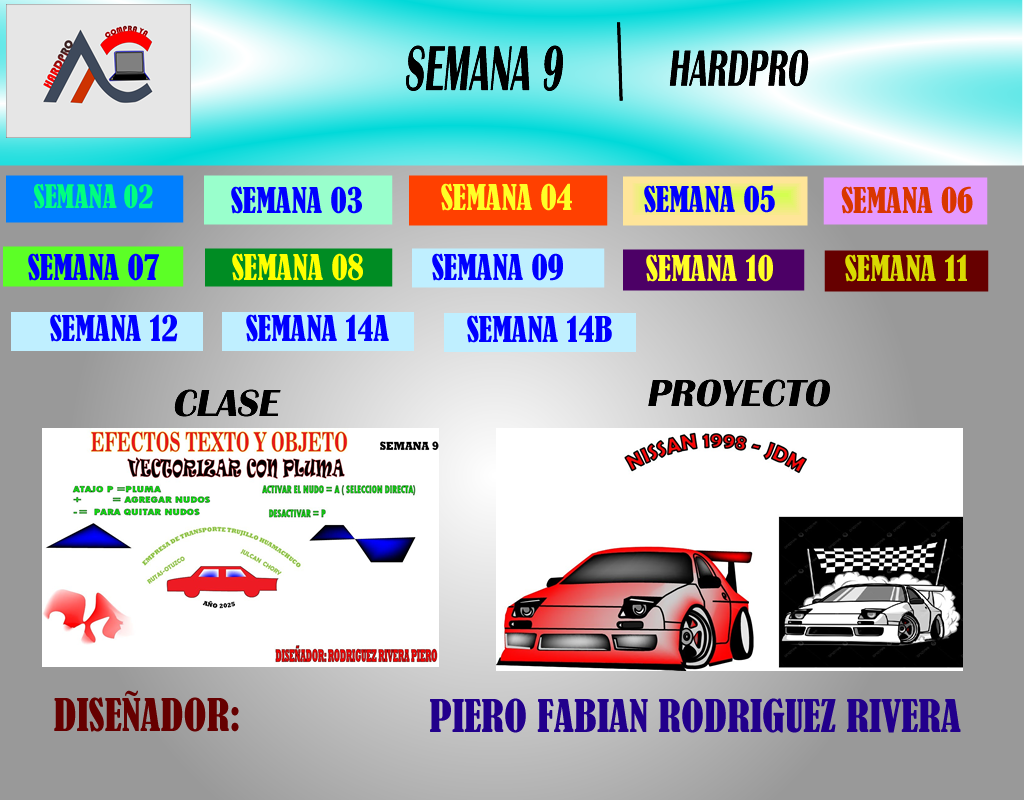 HARDPRO
COMPRA YA
SEMANA 9
HARDPRO
SEMANA 02
SEMANA 03
SEMANA 04
SEMANA 05
SEMANA 06
SEMANA 07
SEMANA 08
SEMANA 09
SEMANA 10
SEMANA 11
SEMANA 12
SEMANA 14A
SEMANA 14B
CLASE
PROYECTO
EFECTOS TEXTO Y OBJETO
SEMANA 9
VECTORIZAR CON PLUMA
ATAJO P =PLUMA
+ = AGREGAR NUDOS
-= PARA QUITAR NUDOS
ACTIVAR EL NUDO = A ( SELECCION DIRECTA)
DESACTIVAR = P
EMPRESA DE TRANSPORTE TRUJILLO HUAMACHUCO
JULCAN CHORY
AÑO 2025
DISEÑADOR: RODRIGUEZ RIVERA PIERO
NISSAN 1998 - JDM
DISEÑADOR:
PIERO FABIAN RODRIGUEZ RIVERA